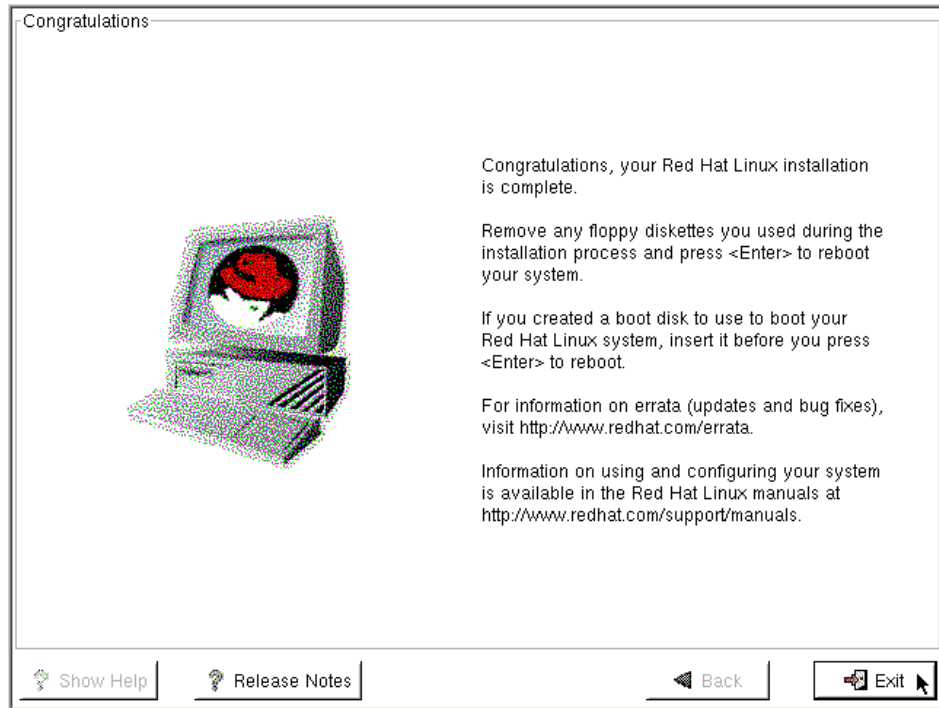 Congratulations
Congratulations, your Red Hat Linux installation
is complete.
Remove any floppy diskettes you used during the
installation process and press <Enter> to reboot
your system.
If you created a boot disk to use to boot your
Red Hat Linux system, insert it before you press
<Enter> to reboot.
For information on errata (updates and bug fixes),
visit http://www.redhat.com/errata.
Information on using and configuring your system
is available in the Red Hat Linux manuals at
http://www.redhat.com/support/manuals.
Show Help
Release Notes
Back
Exit